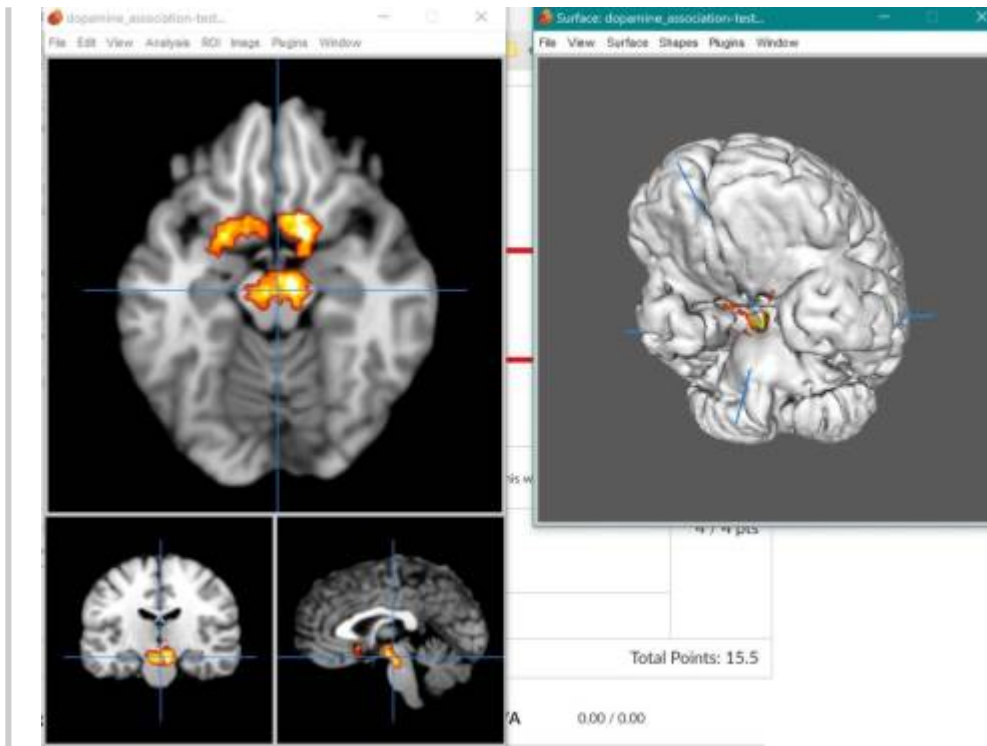 dopamine_association-test...
File Edit View Analysis ROI Image Plugins Window
Surface: dopamine_association-test...
File View Surface Shapes Plugins Window
his w
4 / 4 pts
Total Points: 15.5
/A
0.00 / 0.00